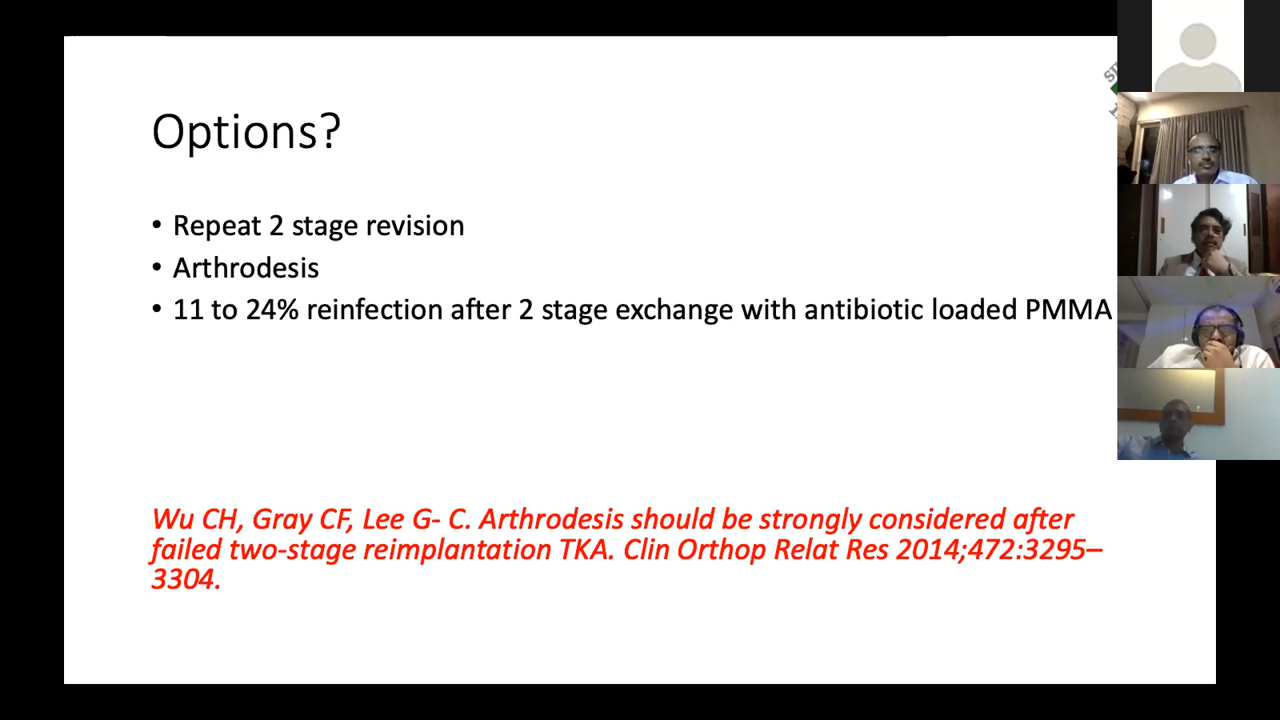 Options?
• Repeat 2 stage revision
• Arthrodesis
• 11 to 24% reinfection after 2 stage exchange with antibiotic loaded PMMA
Wu CH, Gray CF, Lee G- C. Arthrodesis should be strongly considered after
failed two-stage reimplantation TKA. Clin Orthop Relat Res 2014;472:3295–
3304.